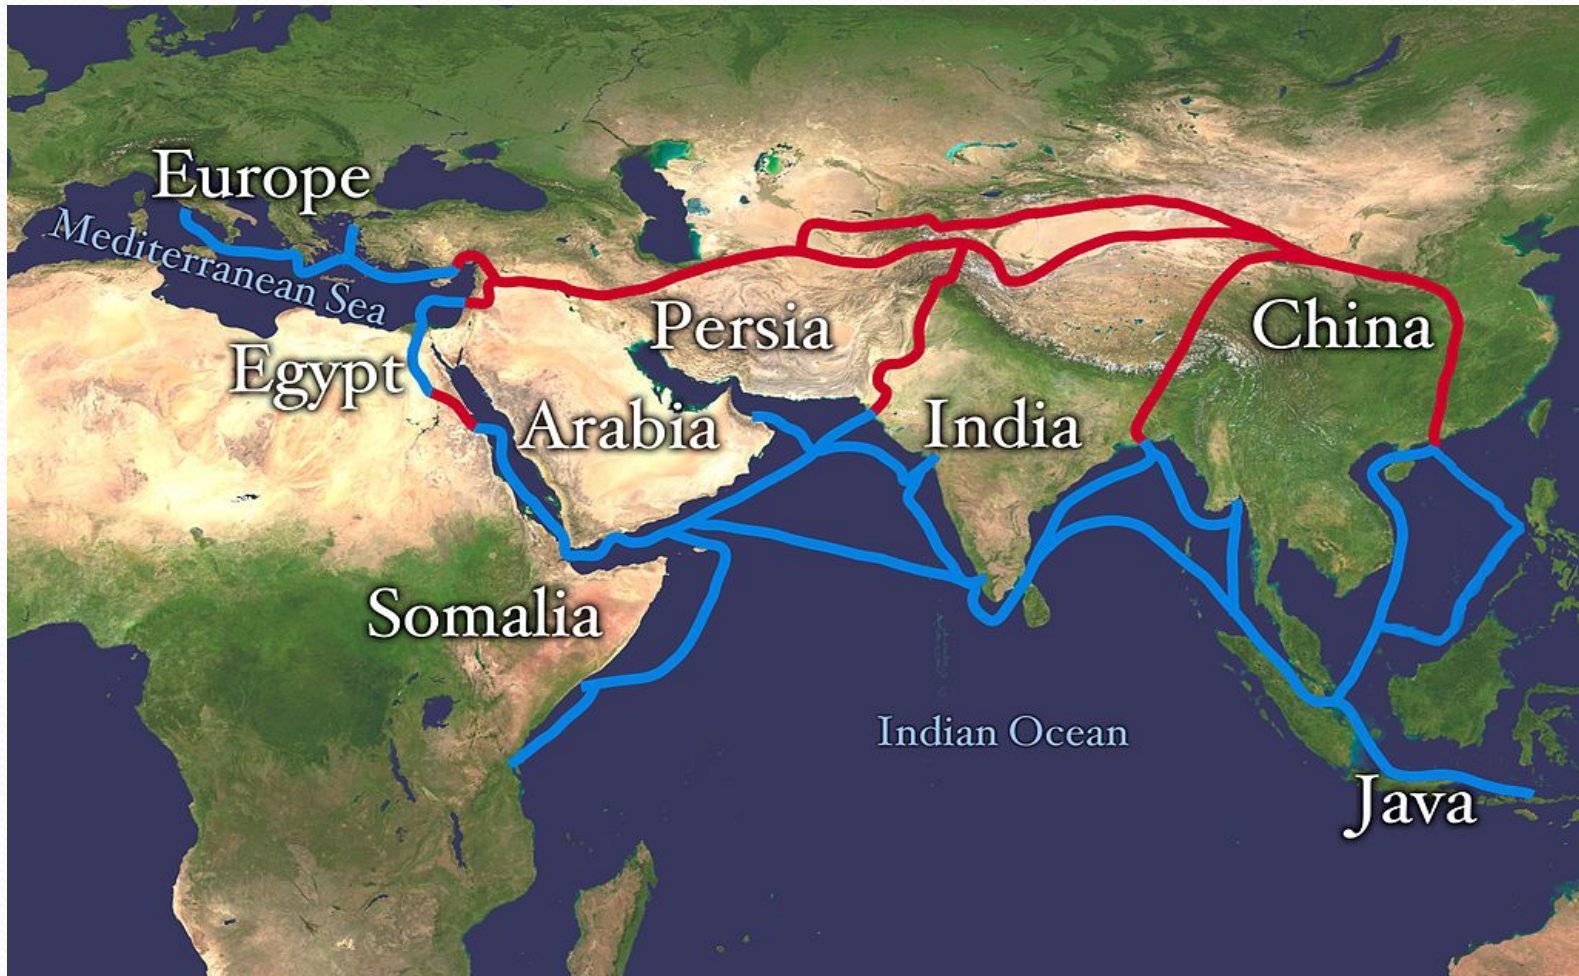 Europe
Mediterranean Sea
Egypt
Persia
China
Arabia
India
Somalia
Indian Ocean
Java